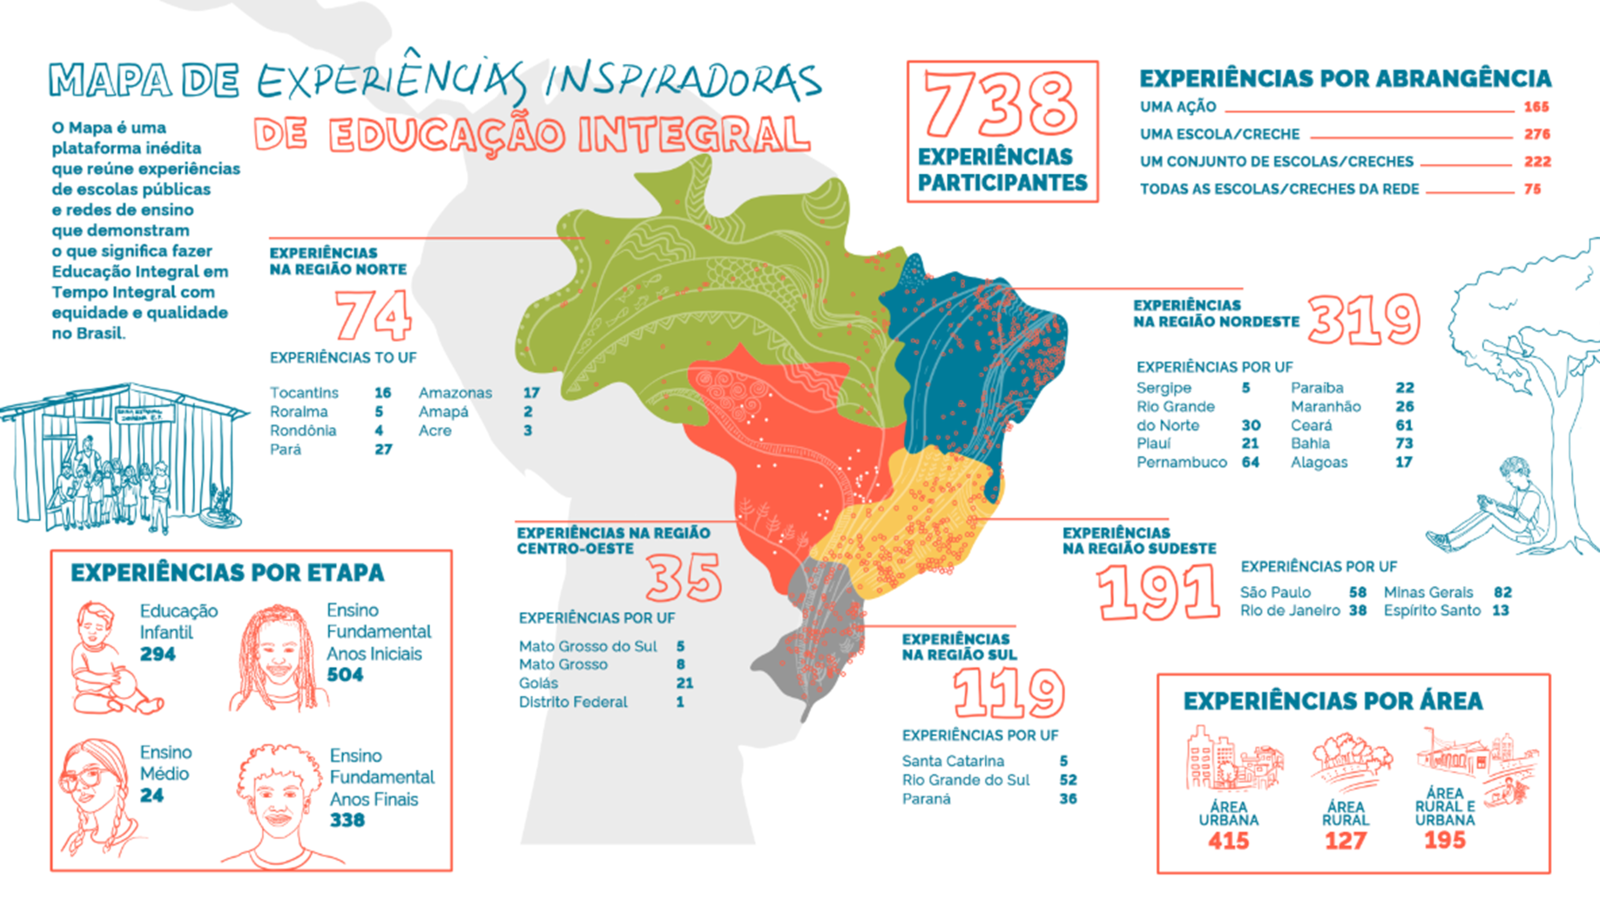 MAPA DE EXPERIÊNCIAS INSPIRADORAS
DE EDUCAÇÃO INTEGRAL
O Mapa é uma
plataforma inédita
que reúne experiências
de escolas públicas
e redes de ensino
que demonstram
o que significa fazer
Educação Integral em
Tempo Integral com
equidade e qualidade
no Brasil.
738
EXPERIÊNCIAS
PARTICIPANTES
EXPERIÊNCIAS POR ABRANGÊNCIA
UMA AÇÃO 165
UMA ESCOLA/CRECHE 276
UM CONJUNTO DE ESCOLAS/CRECHES 222
TODAS AS ESCOLAS/CRECHES DA REDE 75
EXPERIÊNCIAS
NA REGIÃO NORTE
74
EXPERIÊNCIAS TO UF
Tocantins 16 Amazonas 17
Roraima 5 Amapá 2
Rondônia 4 Acre 3
Pará 27
EXPERIÊNCIAS
NA REGIÃO NORDESTE
319
EXPERIÊNCIAS POR UF
Sergipe 5 Paraíba 22
Rio Grande Maranhão 26
do Norte 30 Ceará 61
Piauí 21 Bahia 73
Pernambuco 64 Alagoas 17
EXPERIÊNCIAS NA REGIÃO
CENTRO-OESTE
35
EXPERIÊNCIAS POR UF
Mato Grosso do Sul 5
Mato Grosso 8
Goiás 21
Distrito Federal 1
EXPERIÊNCIAS
NA REGIÃO SUDESTE
191
EXPERIÊNCIAS POR UF
São Paulo 58 Minas Gerais 82
Rio de Janeiro 38 Espírito Santo 13
EXPERIÊNCIAS
NA REGIÃO SUL
119
EXPERIÊNCIAS POR UF
Santa Catarina 5
Rio Grande do Sul 52
Paraná 36
EXPERIÊNCIAS POR ETAPA
Educação
Infantil
294
Ensino
Fundamental
Anos Iniciais
504
Ensino
Médio
24
Ensino
Fundamental
Anos Finais
338
EXPERIÊNCIAS POR ÁREA
ÁREA
URBANA
415
ÁREA
RURAL
127
ÁREA
RURAL E
URBANA
195